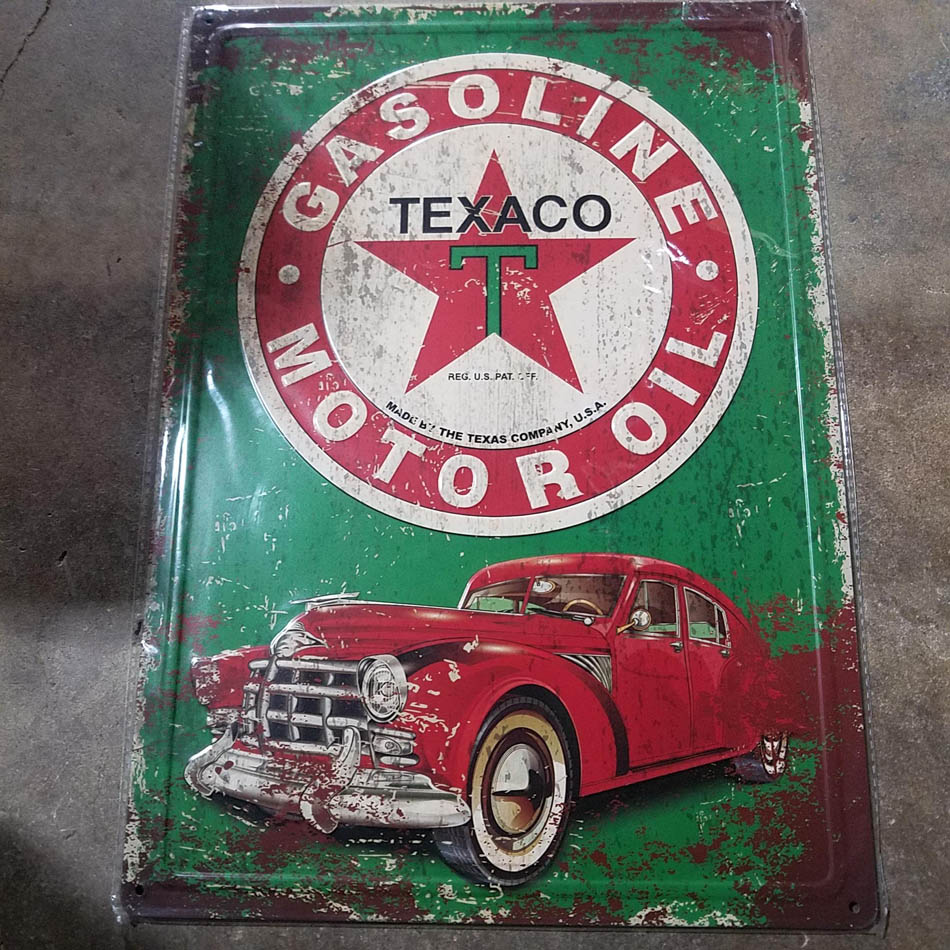 GASOLINE
TEXACO
T
REG. U.S. PAT. OFF.
MADE BY THE TEXAS COMPANY, U.S.A.
MOTOR OIL